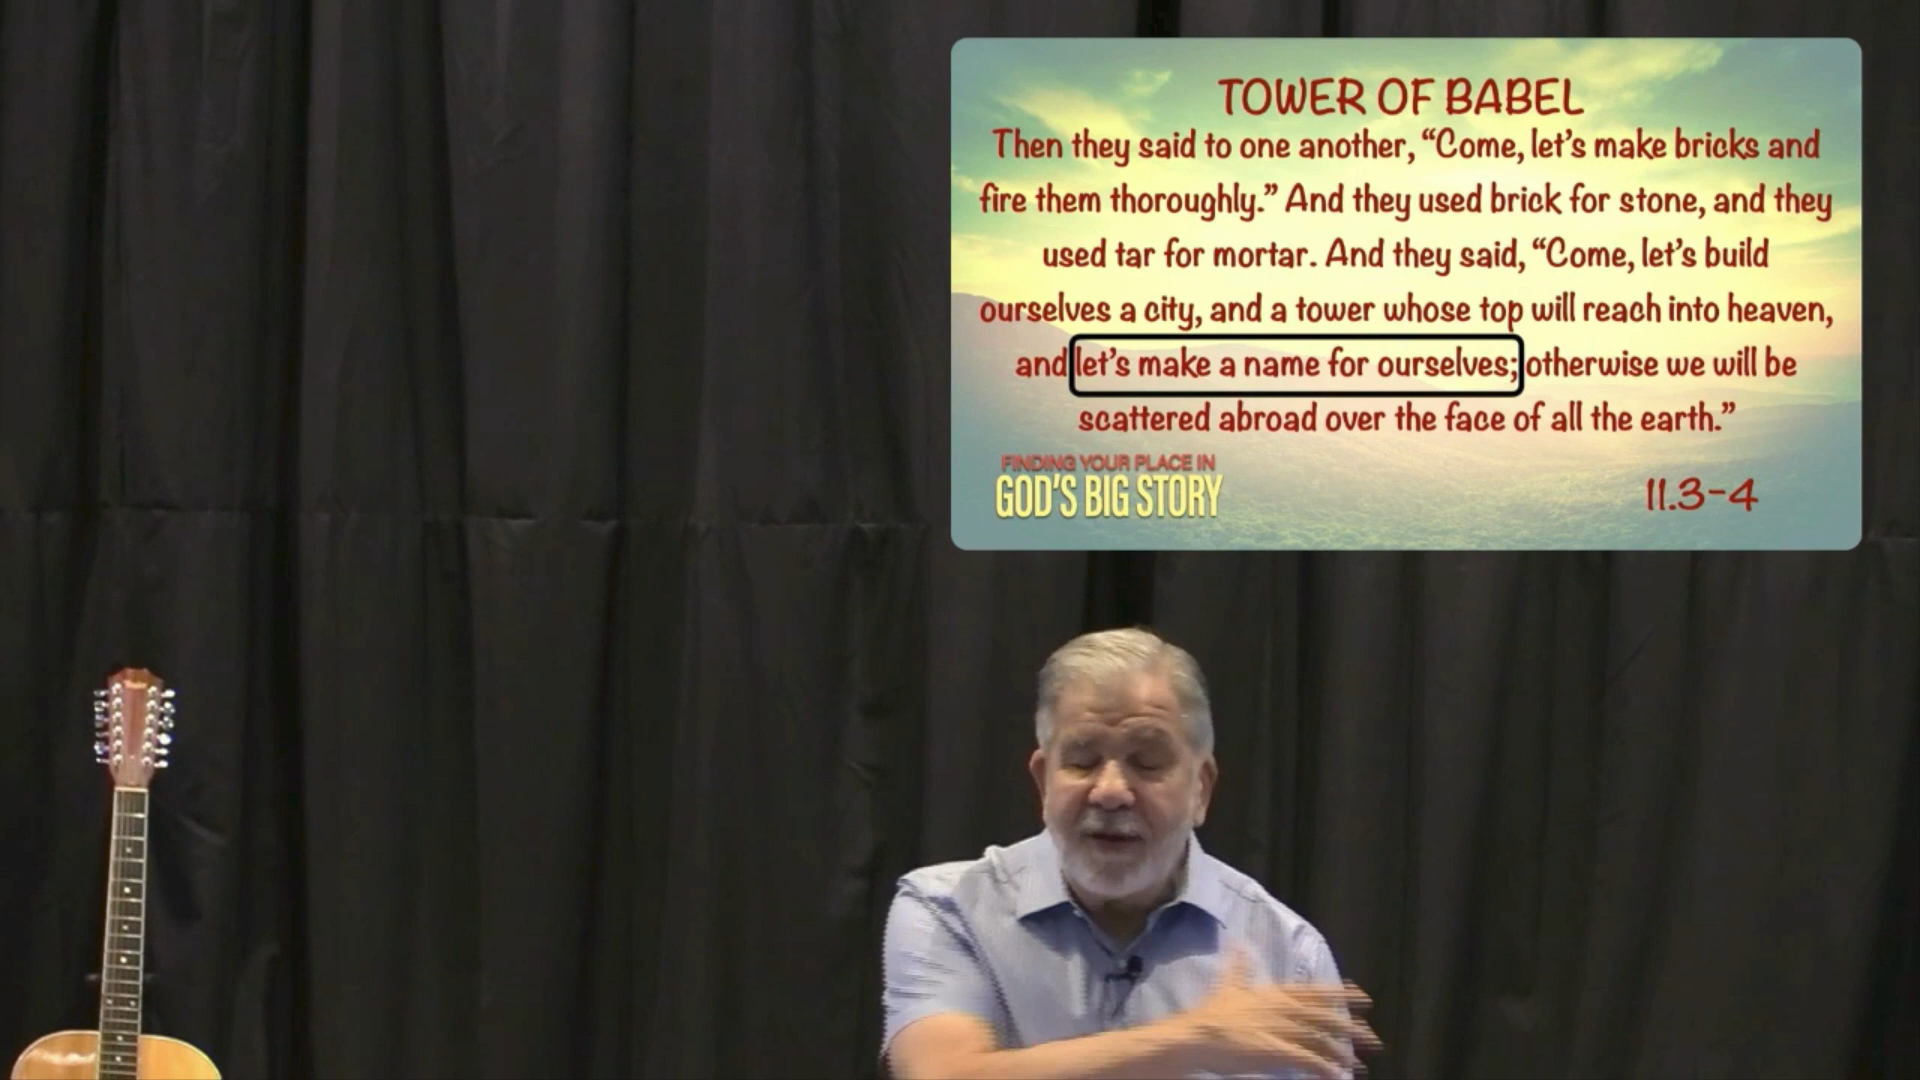 TOWER OF BABEL
Then they said to one another, “Come, let’s make bricks and
fire them thoroughly.” And they used brick for stone, and they
used tar for mortar. And they said, “Come, let’s build
ourselves a city, and a tower whose top will reach into heaven,
and let’s make a name for ourselves; otherwise we will be
scattered abroad over the face of all the earth.”
FINDING YOUR PLACE IN
GOD'S BIG STORY
11.3-4